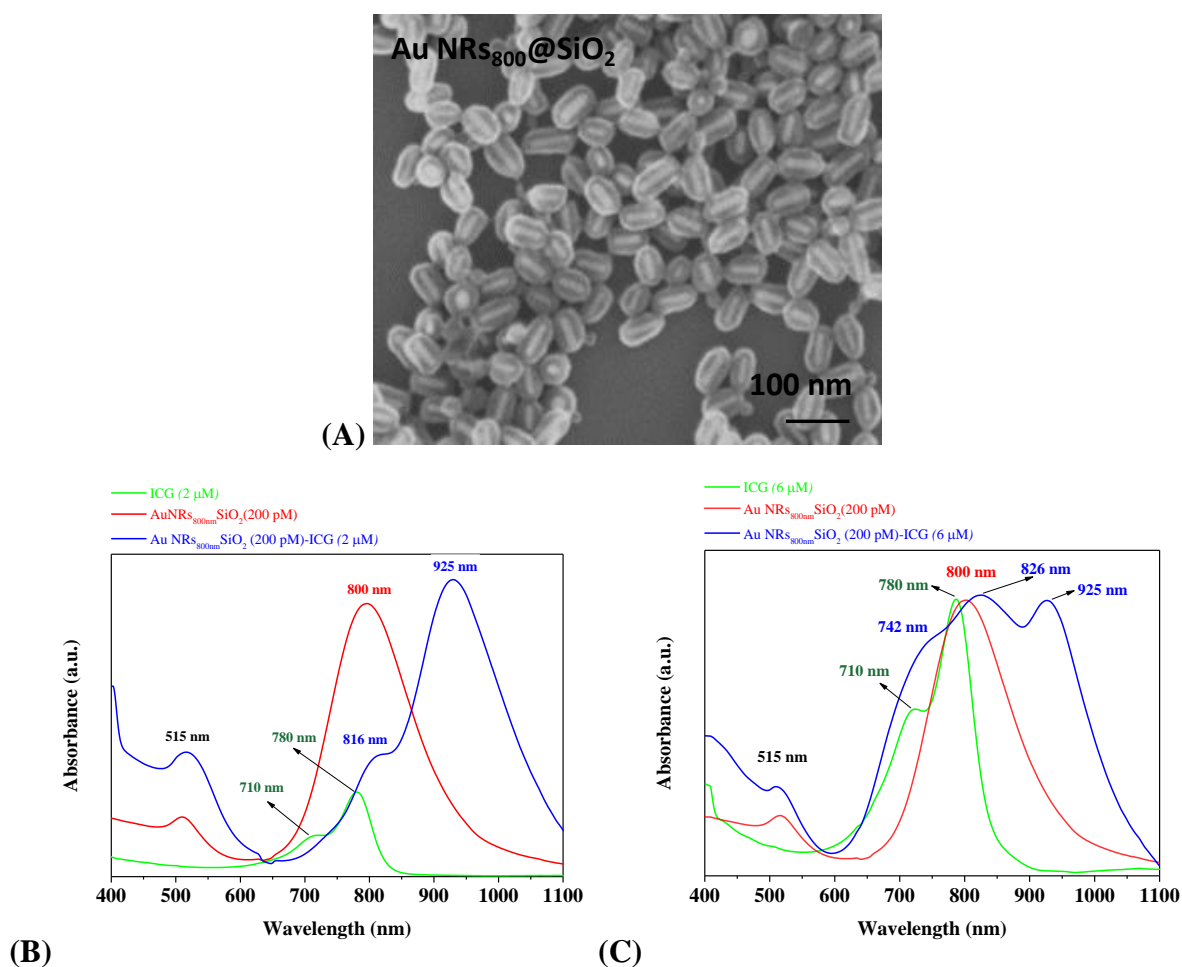 Au NRs₈₀₀@SiO₂
100 nm
(A)
ICG (2 μM)
AuNRs₈₀₀ₙₘSiO₂(200 pM)
Au NRs₈₀₀ₙₘSiO₂ (200 pM)-ICG (2 μM)
925 nm
800 nm
515 nm
780 nm
816 nm
710 nm
Absorbance (a.u.)
400 500 600 700 800 900 1000 1100
Wavelength (nm)
(B)
ICG (6 μM)
Au NRs₈₀₀ₙₘSiO₂(200 pM)
Au NRs₈₀₀ₙₘSiO₂ (200 pM)-ICG (6 μM)
780 nm
800 nm
826 nm
925 nm
742 nm
710 nm
515 nm
Absorbance (a.u.)
400 500 600 700 800 900 1000 1100
Wavelength (nm)
(C)